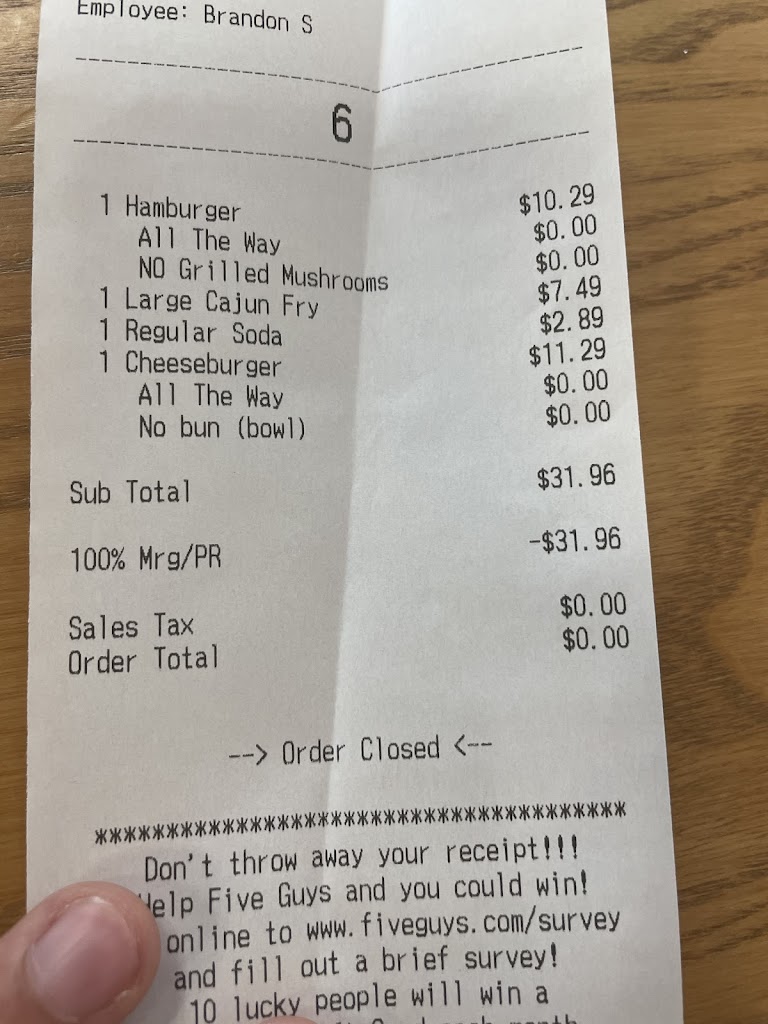 Employee: Brandon S
6
1 Hamburger $10.29
All The Way $0.00
NO Grilled Mushrooms $0.00
1 Large Cajun Fry $7.49
1 Regular Soda $2.89
1 Cheeseburger $11.29
All The Way $0.00
No bun (bowl) $0.00
Sub Total $31.96
100% Mrg/PR -$31.96
Sales Tax $0.00
Order Total $0.00
--> Order Closed <--
**************************************
Don't throw away your receipt!!!
Help Five Guys and you could win!
online to www.fiveguys.com/survey
and fill out a brief survey!
10 lucky people will win a